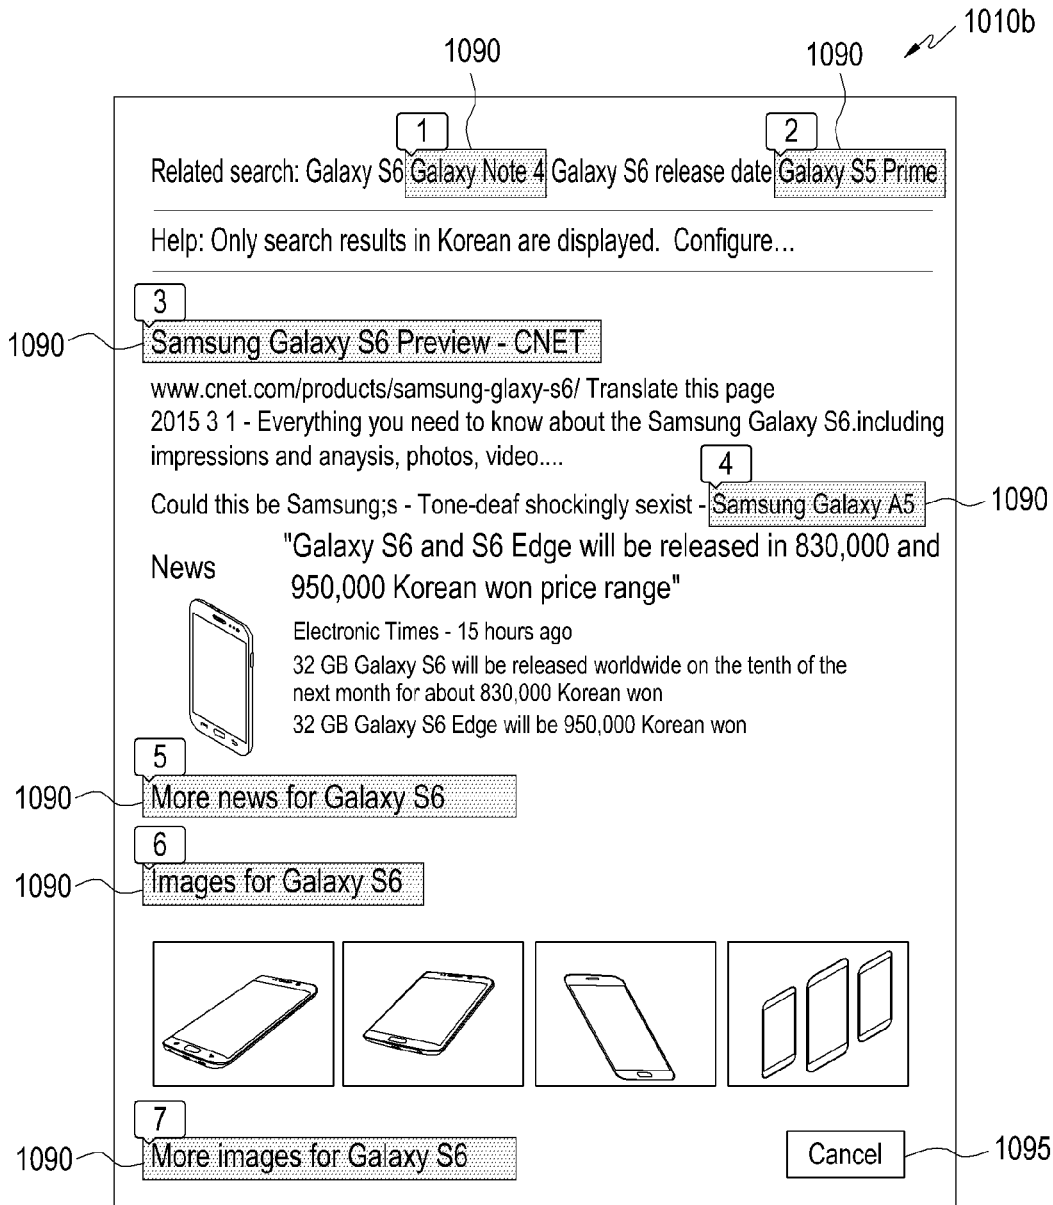 1010b
1090 1090
1 2
Related search: Galaxy S6 Galaxy Note 4 Galaxy S6 release date Galaxy S5 Prime
Help: Only search results in Korean are displayed. Configure...
3
1090 Samsung Galaxy S6 Preview - CNET
www.cnet.com/products/samsung-glaxy-s6/ Translate this page
2015 3 1 - Everything you need to know about the Samsung Galaxy S6.including
impressions and anaysis, photos, video....
4
Could this be Samsung;s - Tone-deaf shockingly sexist - Samsung Galaxy A5 1090
News
"Galaxy S6 and S6 Edge will be released in 830,000 and
950,000 Korean won price range"
Electronic Times - 15 hours ago
32 GB Galaxy S6 will be released worldwide on the tenth of the
next month for about 830,000 Korean won
32 GB Galaxy S6 Edge will be 950,000 Korean won
5
1090 More news for Galaxy S6
6
1090 Images for Galaxy S6
7
1090 More images for Galaxy S6 Cancel 1095